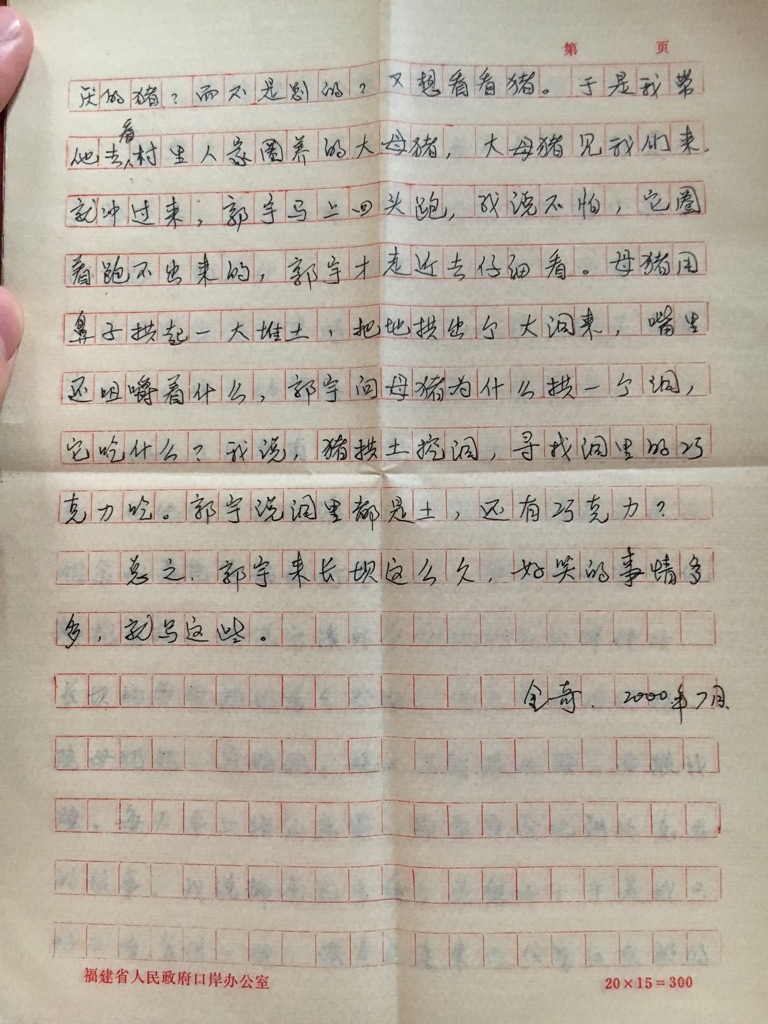 第　　页
厌的猪？而不是别的？又想看看猪。于是我带
他去看村里人家圈养的大母猪，大母猪见我们来，
就冲过来，郭宇马上回头跑，我说不怕，它圈
着跑不出来的，郭宇才走近去仔细看。母猪用
鼻子拱起一大堆土，把地拱出个大洞来，嘴里
还咀嚼着什么，郭宇问母猪为什么拱一个洞，
它吃什么？我说，猪拱土挖洞，寻找洞里的巧
克力吃。郭宇说洞里都是土，还有巧克力？
总之，郭宇来长坝这么久，好笑的事情多
多，就写这些。
全奇．2000年7月
福建省人民政府口岸办公室
20×15=300